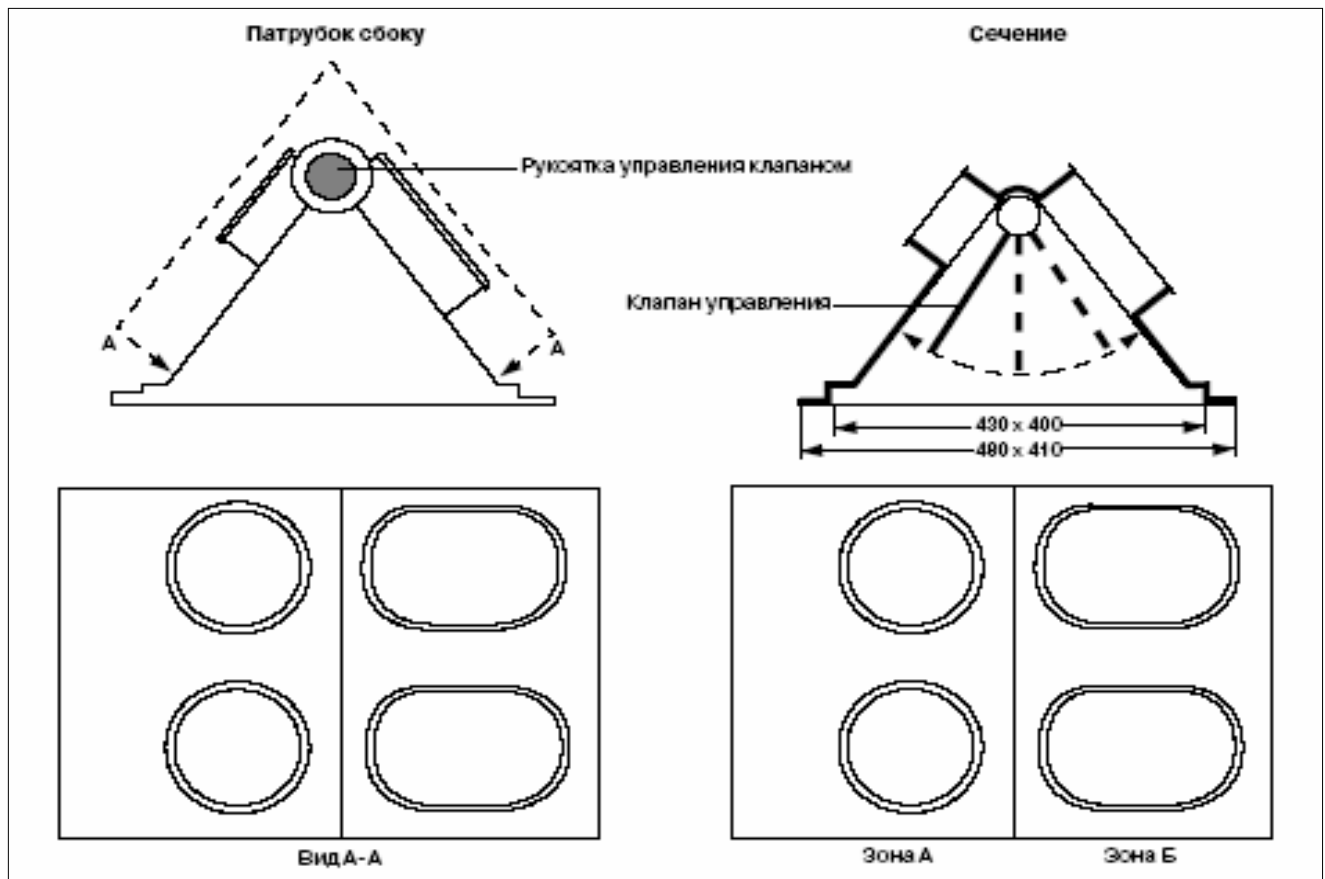 Патрубок сбоку
Сечение
Рукоятка управления клапаном
Клапан управления
А
А
430 x 400
480 x 410
Вид А-А
Зона А
Зона Б